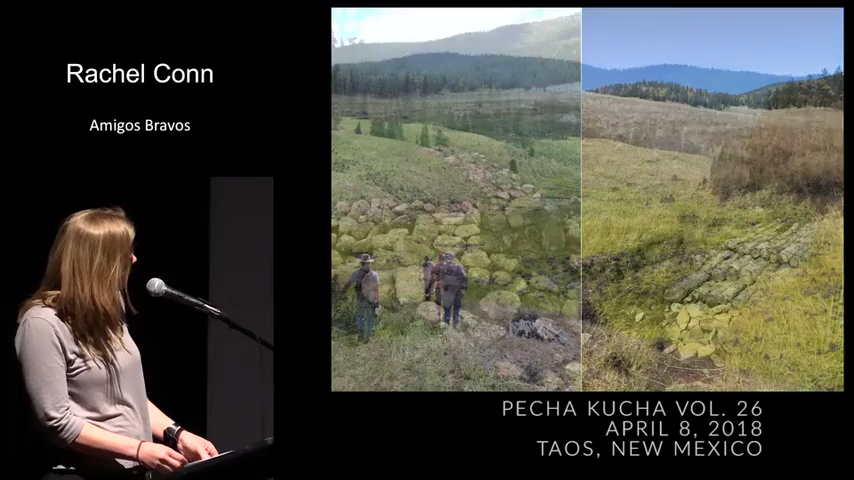 Rachel Conn
Amigos Bravos
PECHA KUCHA VOL. 26
APRIL 8, 2018
TAOS, NEW MEXICO